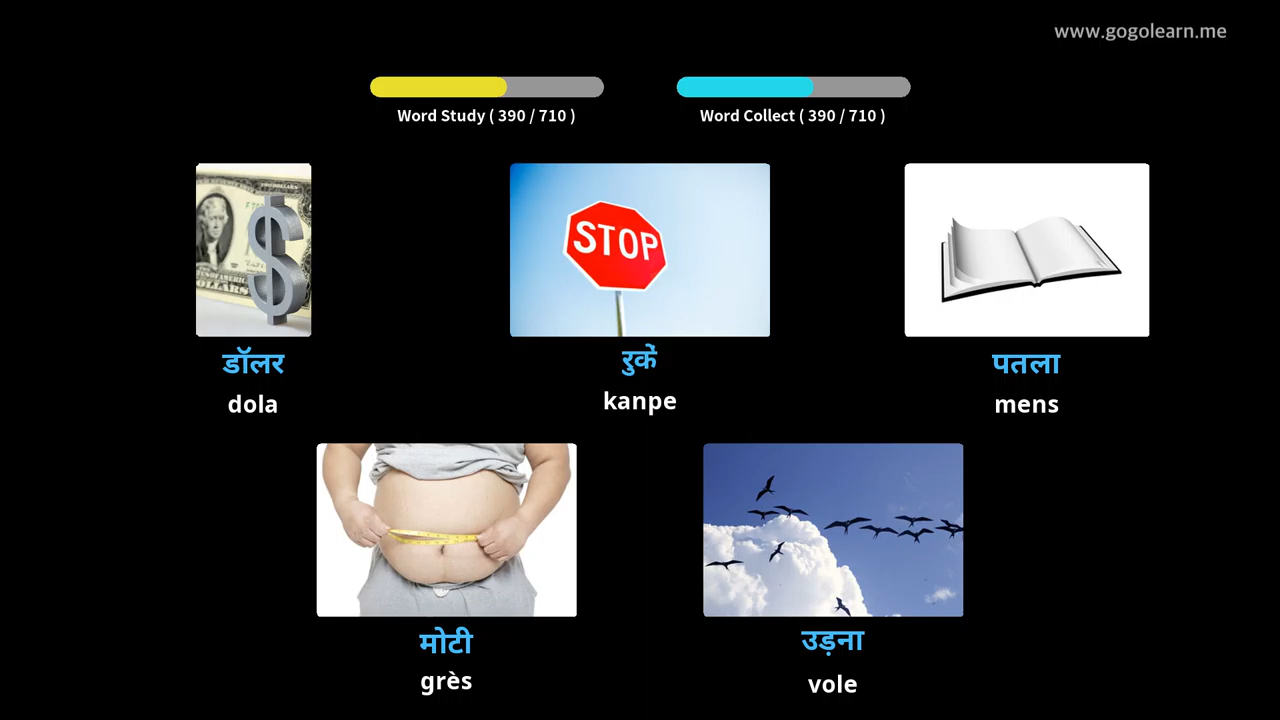 www.gogolearn.me
Word Study ( 390 / 710 )
Word Collect ( 390 / 710 )
STOP
डॉलर
dola
रुकें
kanpe
पतला
mens
मोटी
grès
उड़ना
vole